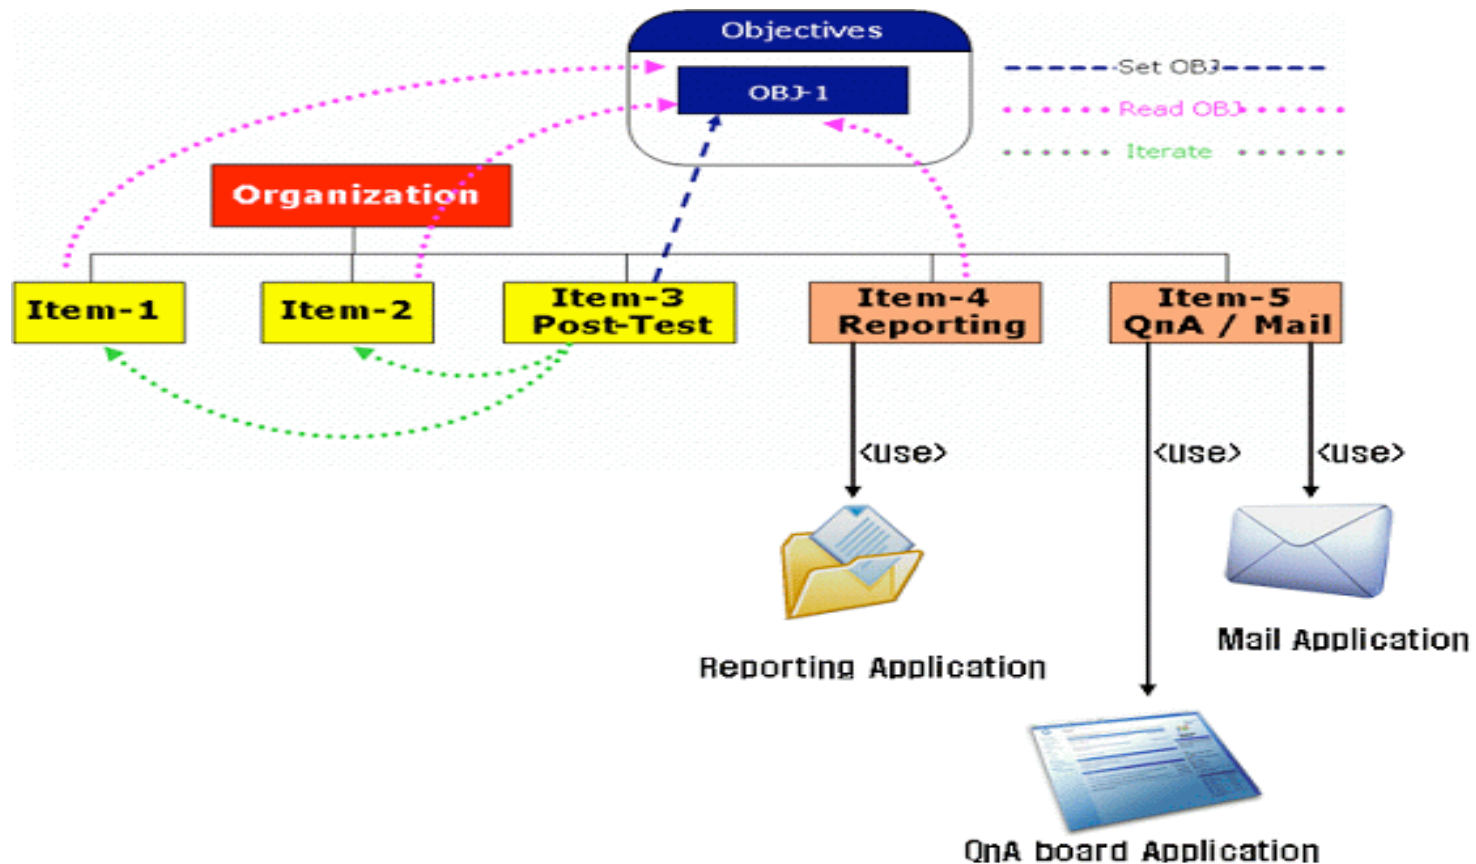 Objectives
OBJ-1
Set OBJ
Read OBJ
Iterate
Organization
Item-1
Item-2
Item-3
Post-Test
Item-4
Reporting
Item-5
QnA / Mail
<use>
<use>
<use>
Reporting Application
Mail Application
QnA board Application